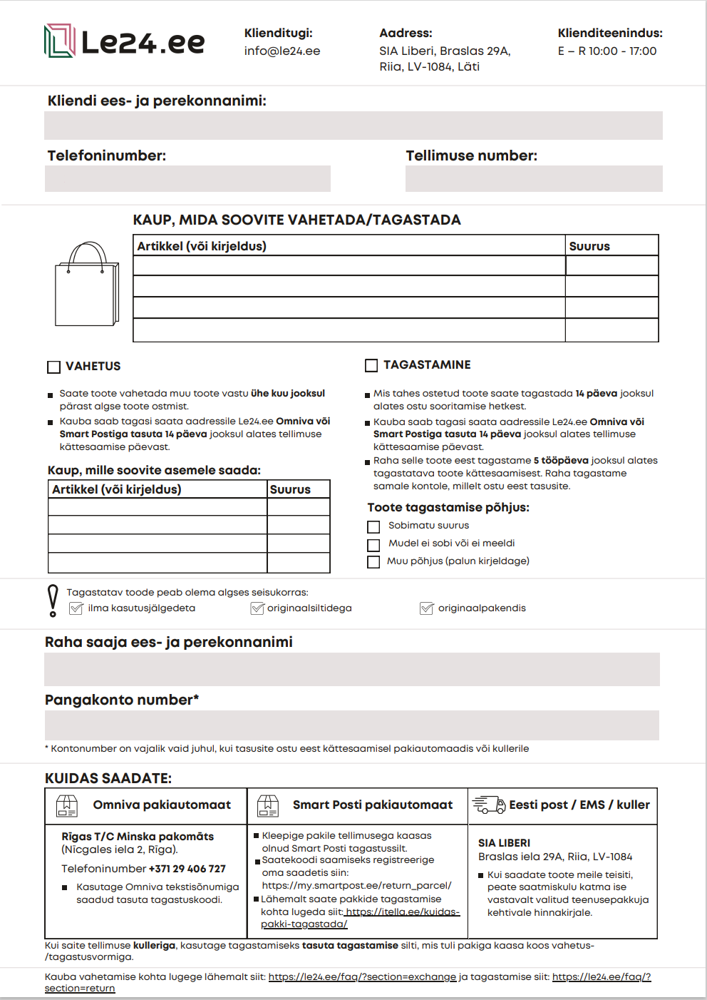 Le24.ee
Klienditugi:
info@le24.ee
Aadress:
SIA Liberi, Braslas 29A,
Riia, LV-1084, Läti
Klienditeenindus:
E – R 10:00 - 17:00
Kliendi ees- ja perekonnanimi:
Telefoninumber:
Tellimuse number:
KAUP, MIDA SOOVITE VAHETADA/TAGASTADA
Artikkel (või kirjeldus)
Suurus
VAHETUS
Saate toote vahetada muu toote vastu ühe kuu jooksul
pärast algse toote ostmist.
Kauba saab tagasi saata aadressile Le24.ee Omniva või
Smart Postiga tasuta 14 päeva jooksul alates tellimuse
kättesaamise päevast.
Kaup, mille soovite asemele saada:
Artikkel (või kirjeldus)
Suurus
TAGASTAMINE
Mis tahes ostetud toote saate tagastada 14 päeva jooksul
alates ostu sooritamise hetkest.
Kauba saab tagasi saata aadressile Le24.ee Omniva või
Smart Postiga tasuta 14 päeva jooksul alates tellimuse
kättesaamise päevast.
Raha selle toote eest tagastame 5 tööpäeva jooksul alates
tagastatava toote kättesaamisest. Raha tagastame
samale kontole, millelt ostu eest tasusite.
Toote tagastamise põhjus:
Sobimatu suurus
Mudel ei sobi või ei meeldi
Muu põhjus (palun kirjeldage)
Tagastatav toode peab olema algses seisukorras:
ilma kasutusjälgedeta
originaalsiltidega
originaalpakendis
Raha saaja ees- ja perekonnanimi
Pangakonto number*
* Kontonumber on vajalik vaid juhul, kui tasusite ostu eest kättesaamisel pakiautomaadis või kullerile
KUIDAS SAADATE:
Omniva pakiautomaat
Rīgas T/C Minska pakomāts
(Nīcgales iela 2, Rīga).
Telefoninumber +371 29 406 727
Kasutage Omniva tekstisõnumiga
saadud tasuta tagastuskoodi.
Smart Posti pakiautomaat
Kleepige pakile tellimusega kaasas
olnud Smart Posti tagastussilt.
Saatekoodi saamiseks registreerige
oma saadetis siin:
https://my.smartpost.ee/return_parcel/
Lähemalt saate pakkide tagastamise
kohta lugeda siit: https://itella.ee/kuidas-
pakki-tagastada/
Eesti post / EMS / kuller
SIA LIBERI
Braslas iela 29A, Riia, LV-1084
Kui saadate toote meile teisiti,
peate saatmiskulu katma ise
vastavalt valitud teenusepakkuja
kehtivale hinnakirjale.
Kui saite tellimuse kulleriga, kasutage tagastamiseks tasuta tagastamise silti, mis tuli pakiga kaasa koos vahetus-
/tagastusvormiga.
Kauba vahetamise kohta lugege lähemalt siit: https://le24.ee/faq/?section=exchange ja tagastamise siit: https://le24.ee/faq/?
section=return